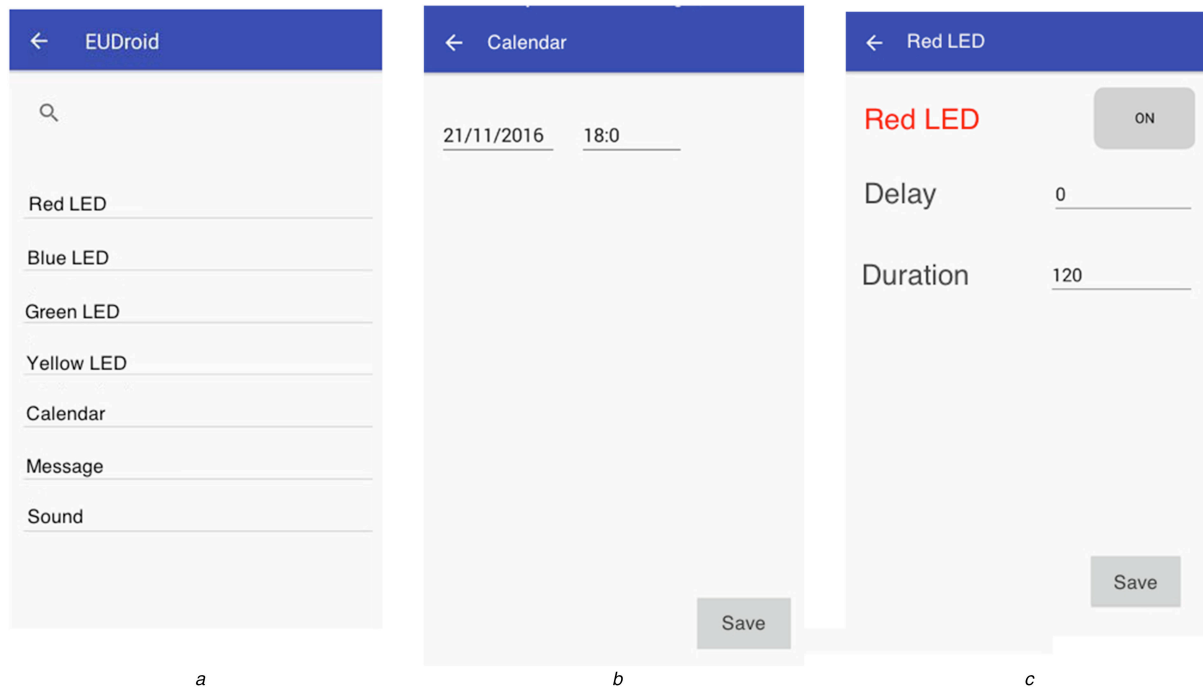 EUDroid
Red LED
Blue LED
Green LED
Yellow LED
Calendar
Message
Sound
a
Calendar
21/11/2016 18:0
Save
b
Red LED
Red LED ON
Delay 0
Duration 120
Save
c